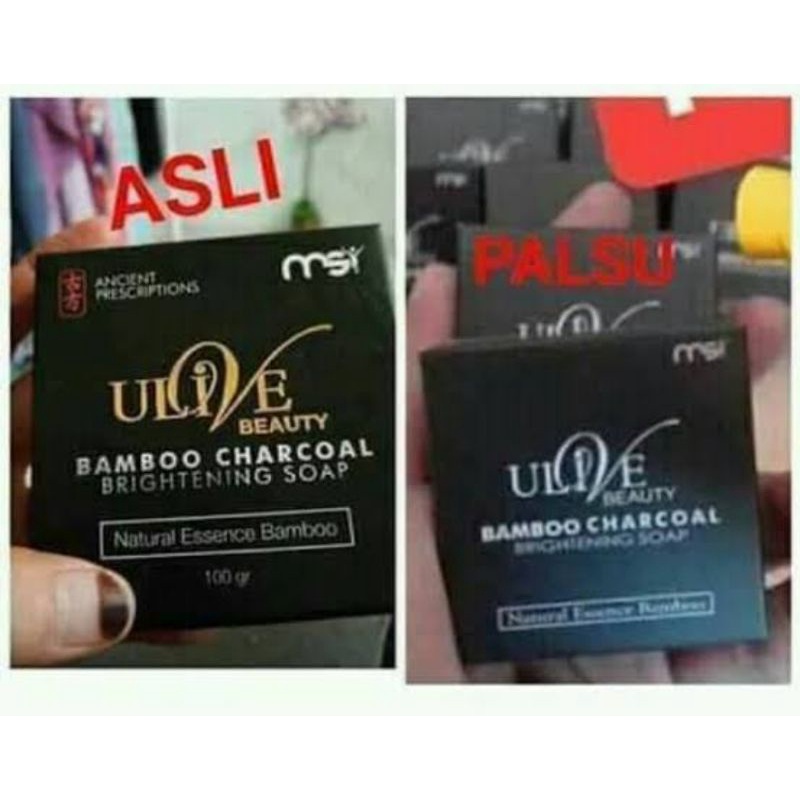 ASLI
ANCIENT
PRESCRIPTIONS
msi
ULIVE
BEAUTY
BAMBOO CHARCOAL
BRIGHTENING SOAP
Natural Essence Bamboo
100 gr
PALSU
msi
ULIVE
BEAUTY
BAMBOO CHARCOAL
BRIGHTENING SOAP
Natural Essence Bamboo